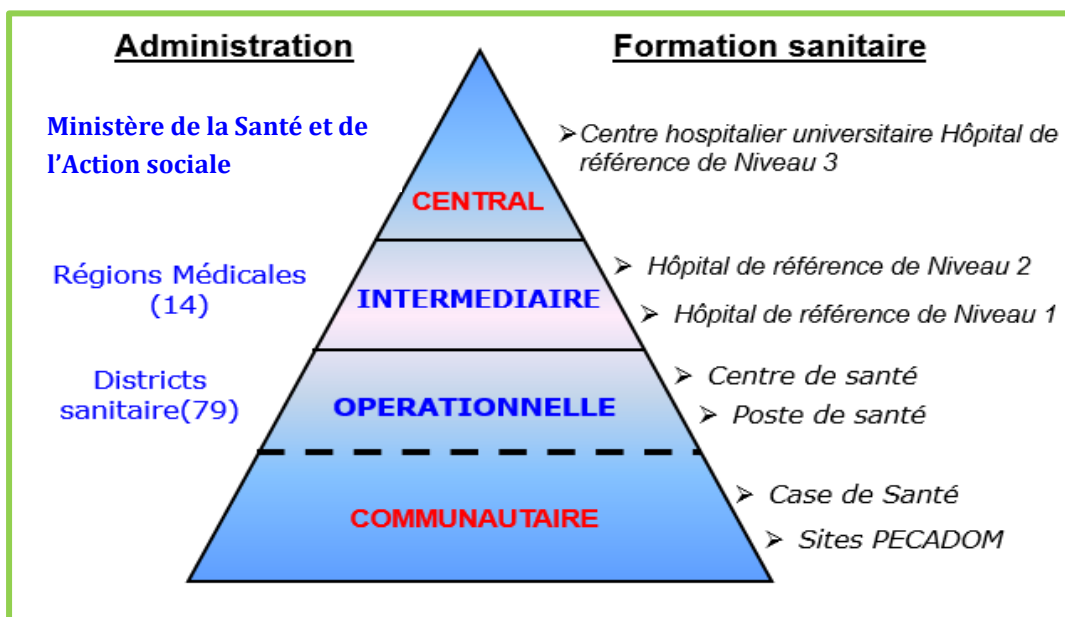 Administration
Formation sanitaire
Ministère de la Santé et de
l’Action sociale
➢Centre hospitalier universitaire Hôpital de
référence de Niveau 3
CENTRAL
Régions Médicales
(14)
INTERMEDIAIRE
➢ Hôpital de référence de Niveau 2
➢ Hôpital de référence de Niveau 1
Districts
sanitaire(79)
OPERATIONNELLE
➢ Centre de santé
➢ Poste de santé
COMMUNAUTAIRE
➢ Case de Santé
➢ Sites PECADOM